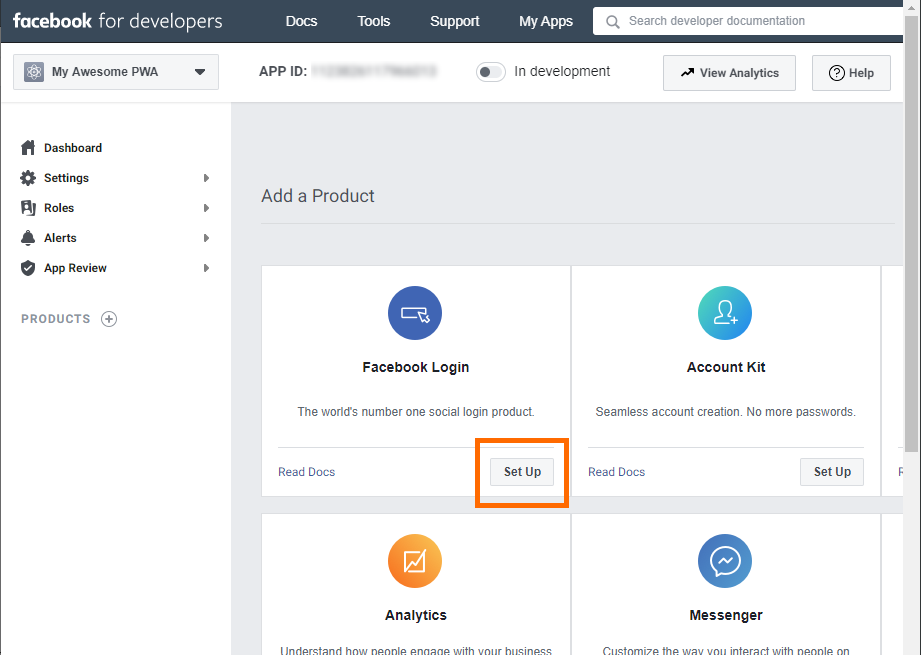 facebook for developers Docs Tools Support My Apps Search developer documentation
My Awesome PWA APP ID: In development View Analytics Help
Dashboard
Settings
Roles
Alerts
App Review
PRODUCTS
Add a Product
Facebook Login
The world's number one social login product.
Read Docs Set Up
Account Kit
Seamless account creation. No more passwords.
Read Docs Set Up
Analytics
Understand how people engage with your business
Messenger
Customize the way you interact with people on